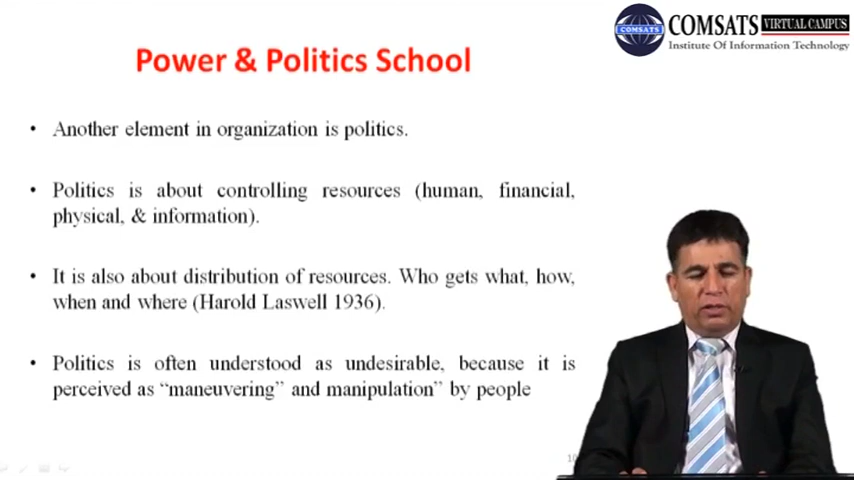 COMSATS
COMSATS VIRTUAL CAMPUS
Institute Of Information Technology
Power & Politics School
• Another element in organization is politics.
• Politics is about controlling resources (human, financial,
physical, & information).
• It is also about distribution of resources. Who gets what, how,
when and where (Harold Laswell 1936).
• Politics is often understood as undesirable, because it is
perceived as “maneuvering” and manipulation” by people